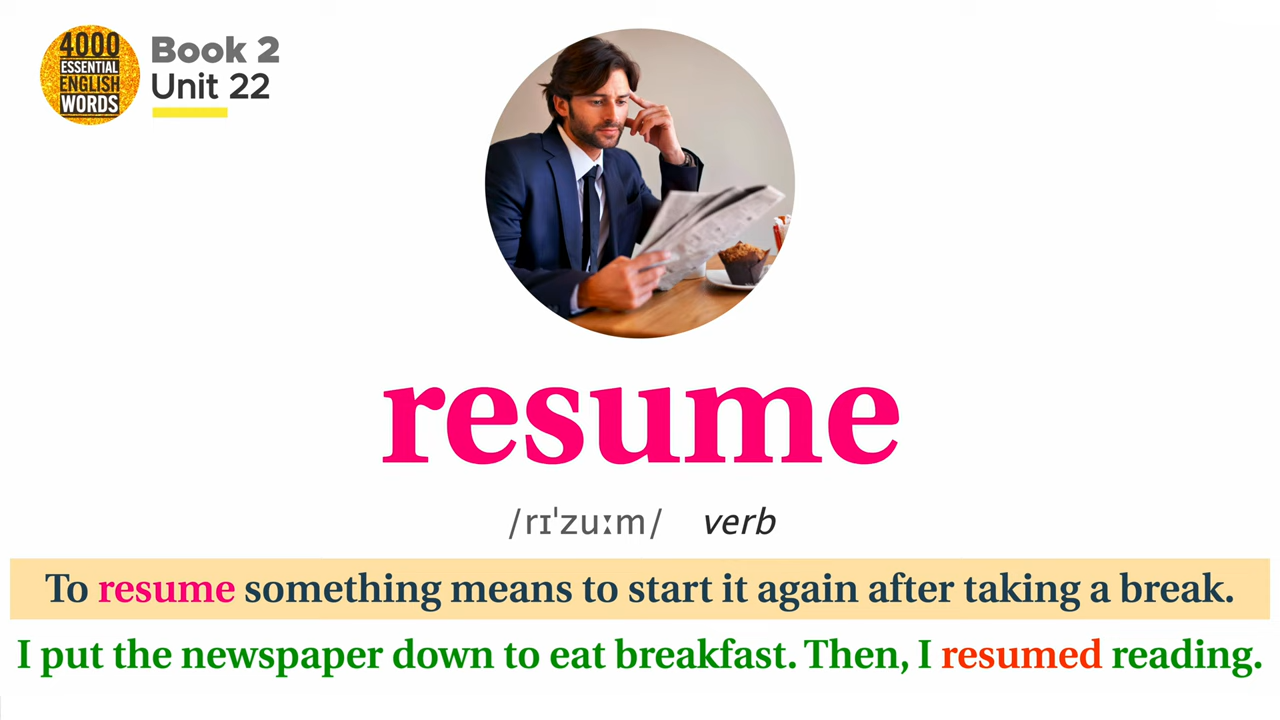 4000
ESSENTIAL
ENGLISH
WORDS
Book 2
Unit 22
resume
/rɪˈzuːm/ verb
To resume something means to start it again after taking a break.
I put the newspaper down to eat breakfast. Then, I resumed reading.